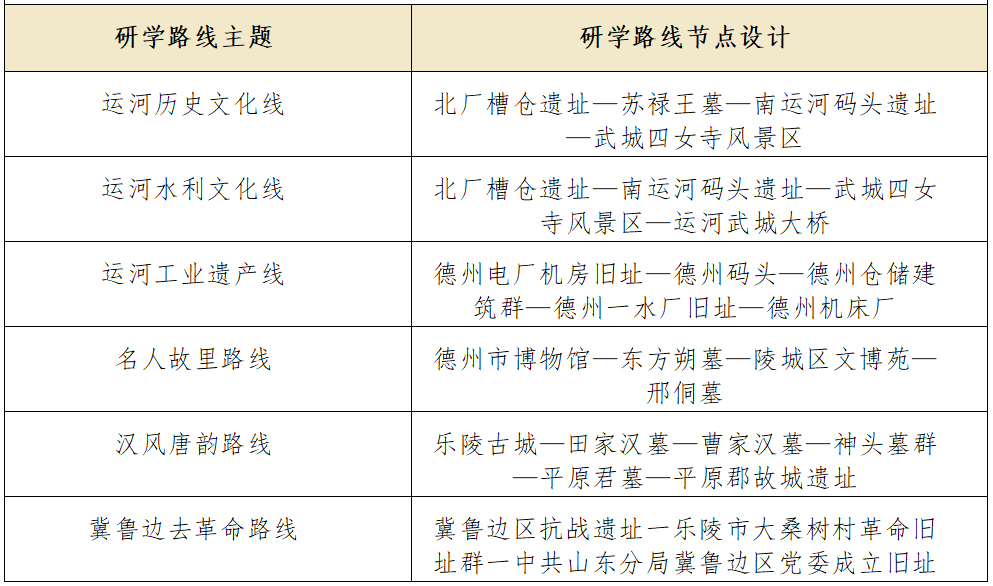 研学路线主题
研学路线节点设计
运河历史文化线
北厂槽仓遗址—苏禄王墓—南运河码头遗址
—武城四女寺风景区
运河水利文化线
北厂槽仓遗址—南运河码头遗址—武城四女
寺风景区—运河武城大桥
运河工业遗产线
德州电厂机房旧址—德州码头—德州仓储建
筑群—德州一水厂旧址—德州机床厂
名人故里路线
德州市博物馆—东方朔墓—陵城区文博苑—
邢侗墓
汉风唐韵路线
乐陵古城—田家汉墓—曹家汉墓—神头墓群
—平原君墓—平原郡故城遗址
冀鲁边去革命路线
冀鲁边区抗战遗址一乐陵市大桑树村革命旧
址群一中共山东分局冀鲁边区党委成立旧址